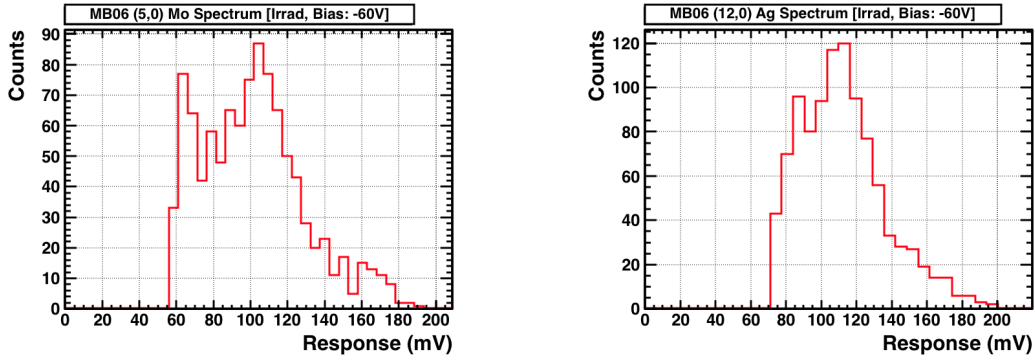 MB06 (5,0) Mo Spectrum [Irrad, Bias: -60V]
Counts
90
80
70
60
50
40
30
20
10
0
0 20 40 60 80 100 120 140 160 180 200
Response (mV)
MB06 (12,0) Ag Spectrum [Irrad, Bias: -60V]
Counts
120
100
80
60
40
20
0
0 20 40 60 80 100 120 140 160 180 200
Response (mV)